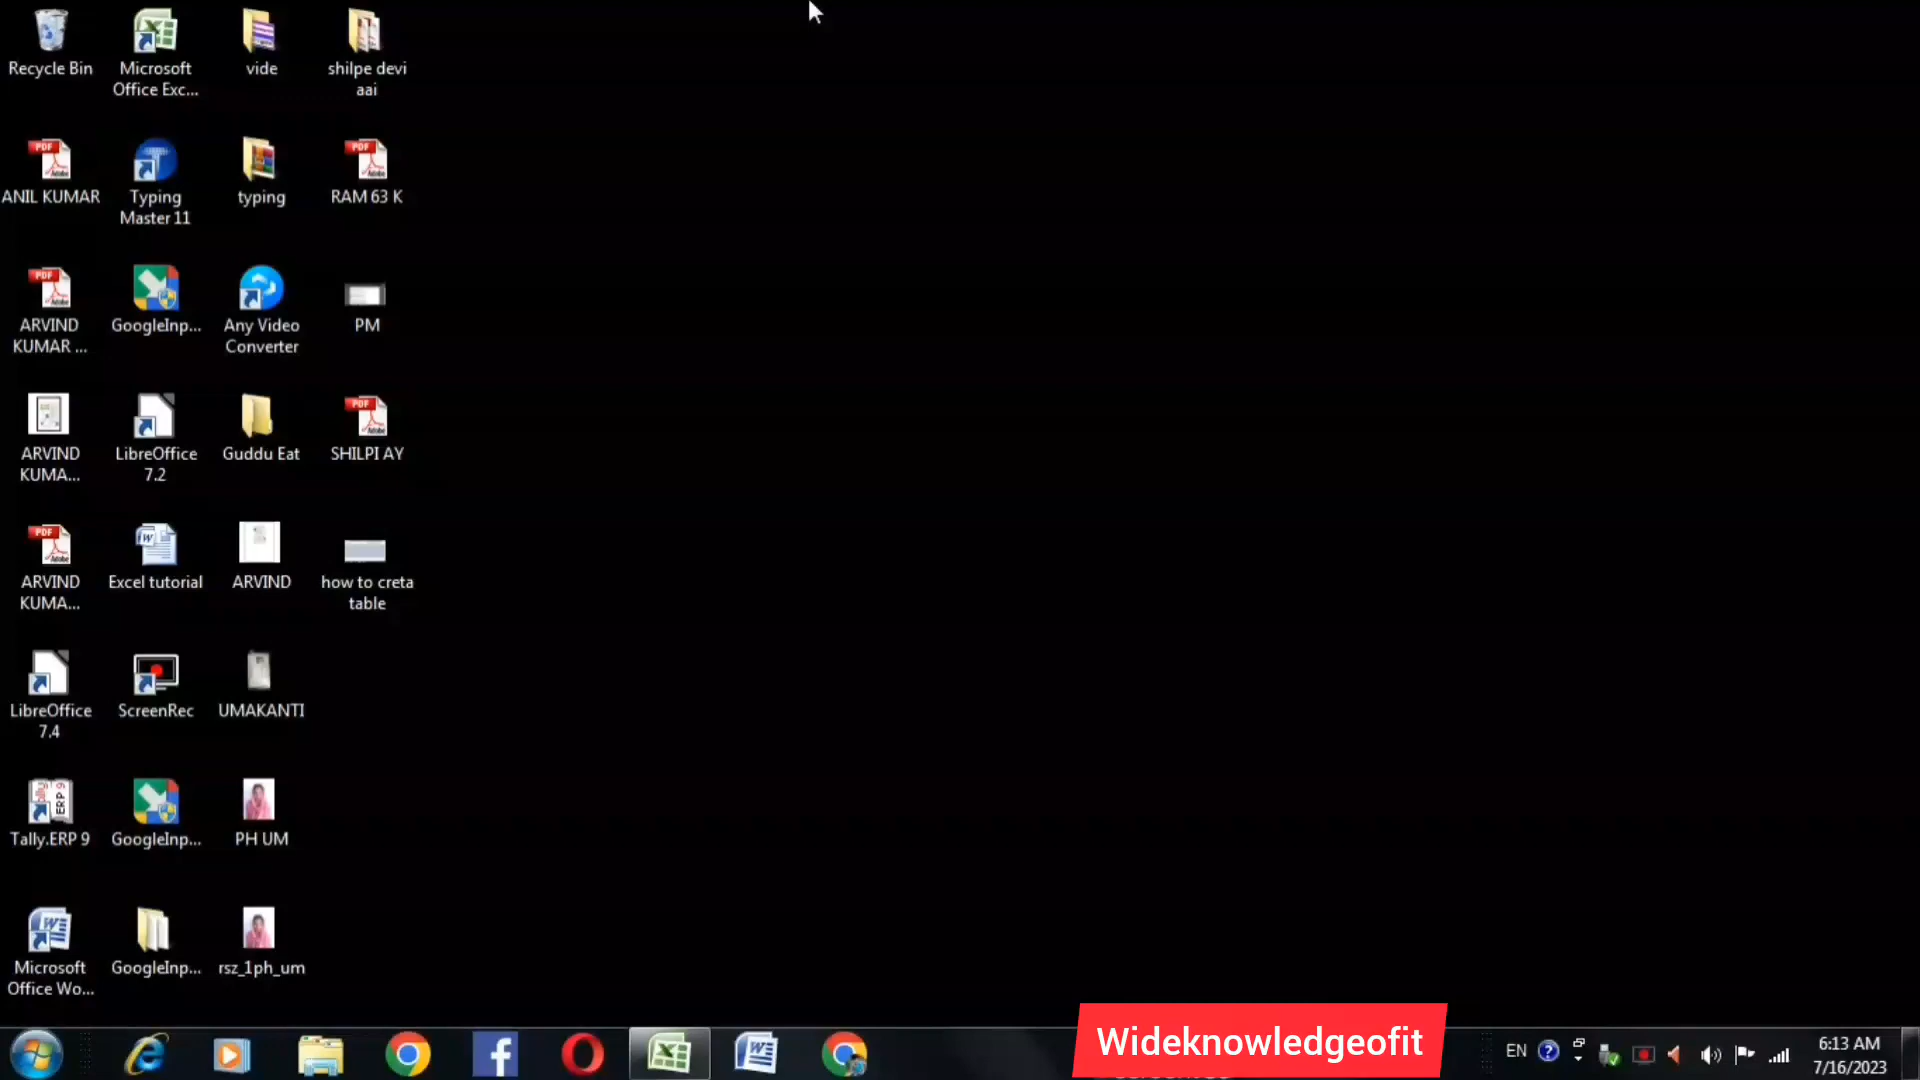 Recycle Bin
Microsoft
Office Exc...
vide
shilpe devi
aai
ANIL KUMAR
Typing
Master 11
typing
RAM 63 K
ARVIND
KUMAR ...
GoogleInp...
Any Video
Converter
PM
ARVIND
KUMA...
LibreOffice
7.2
Guddu Eat
SHILPI AY
ARVIND
KUMA...
Excel tutorial
ARVIND
how to creta
table
LibreOffice
7.4
ScreenRec
UMAKANTI
Tally.ERP 9
GoogleInp...
PH UM
Microsoft
Office Wo...
GoogleInp...
rsz_1ph_um
Wideknowledgeofit
EN
6:13 AM
7/16/2023